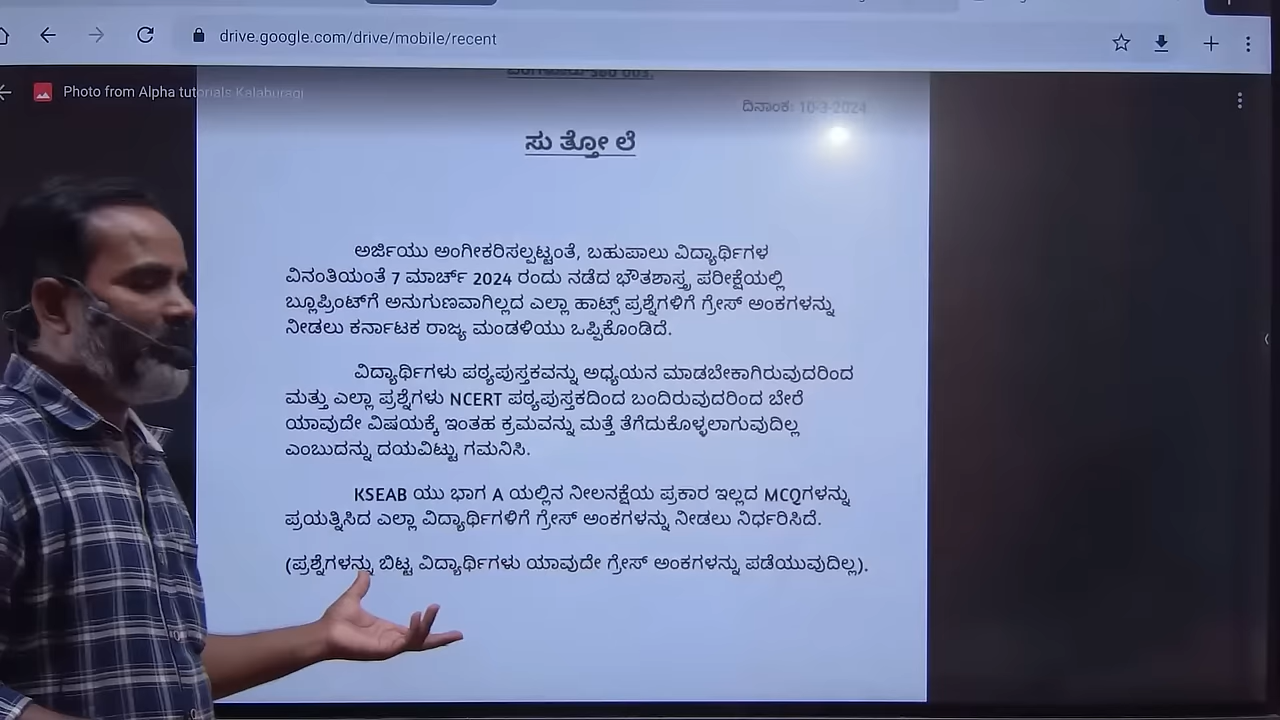 drive.google.com/drive/mobile/recent
Photo from Alpha tutorials Kalaburagi
ದಿನಾಂಕ: 10-3-2024
ಸು ತ್ತೋ ಲೆ
ಅರ್ಜಿಯು ಅಂಗೀಕರಿಸಲ್ಪಟ್ಟಂತೆ, ಬಹುಪಾಲು ವಿದ್ಯಾರ್ಥಿಗಳ
ವಿನಂತಿಯಂತೆ 7 ಮಾರ್ಚ್ 2024 ರಂದು ನಡೆದ ಭೌತಶಾಸ್ತ್ರ ಪರೀಕ್ಷೆಯಲ್ಲಿ
ಬ್ಲೂಪ್ರಿಂಟ್‌ಗೆ ಅನುಗುಣವಾಗಿಲ್ಲದ ಎಲ್ಲಾ ಹಾಟ್ಸ್ ಪ್ರಶ್ನೆಗಳಿಗೆ ಗ್ರೇಸ್ ಅಂಕಗಳನ್ನು
ನೀಡಲು ಕರ್ನಾಟಕ ರಾಜ್ಯ ಮಂಡಳಿಯು ಒಪ್ಪಿಕೊಂಡಿದೆ.
ವಿದ್ಯಾರ್ಥಿಗಳು ಪಠ್ಯಪುಸ್ತಕವನ್ನು ಅಧ್ಯಯನ ಮಾಡಬೇಕಾಗಿರುವುದರಿಂದ
ಮತ್ತು ಎಲ್ಲಾ ಪ್ರಶ್ನೆಗಳು NCERT ಪಠ್ಯಪುಸ್ತಕದಿಂದ ಬಂದಿರುವುದರಿಂದ ಬೇರೆ
ಯಾವುದೇ ವಿಷಯಕ್ಕೆ ಇಂತಹ ಕ್ರಮವನ್ನು ಮತ್ತೆ ತೆಗೆದುಕೊಳ್ಳಲಾಗುವುದಿಲ್ಲ
ಎಂಬುದನ್ನು ದಯವಿಟ್ಟು ಗಮನಿಸಿ.
KSEAB ಯು ಭಾಗ A ಯಲ್ಲಿನ ನೀಲನಕ್ಷೆಯ ಪ್ರಕಾರ ಇಲ್ಲದ MCQಗಳನ್ನು
ಪ್ರಯತ್ನಿಸಿದ ಎಲ್ಲಾ ವಿದ್ಯಾರ್ಥಿಗಳಿಗೆ ಗ್ರೇಸ್ ಅಂಕಗಳನ್ನು ನೀಡಲು ನಿರ್ಧರಿಸಿದೆ.
(ಪ್ರಶ್ನೆಗಳನ್ನು ಬಿಟ್ಟ ವಿದ್ಯಾರ್ಥಿಗಳು ಯಾವುದೇ ಗ್ರೇಸ್ ಅಂಕಗಳನ್ನು ಪಡೆಯುವುದಿಲ್ಲ).